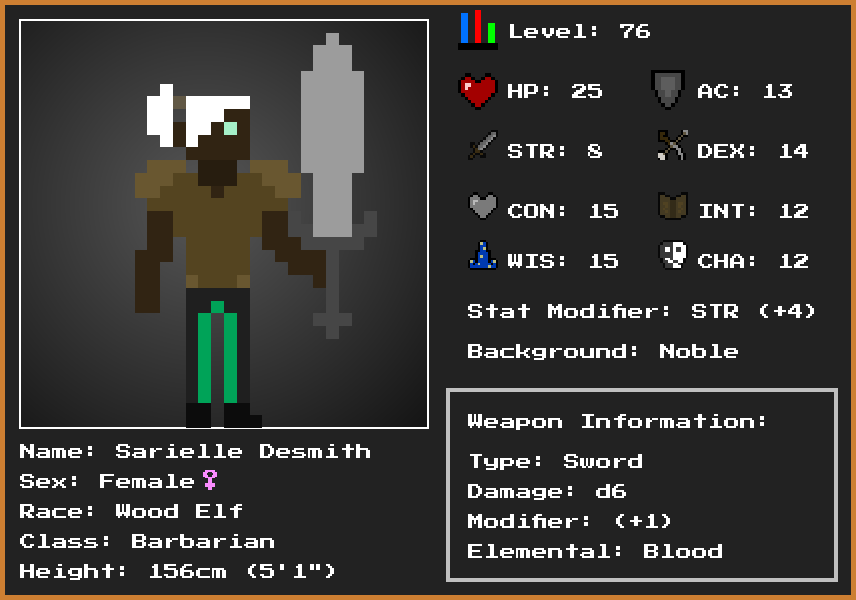 Level: 76
HP: 25
AC: 13
STR: 8
DEX: 14
CON: 15
INT: 12
WIS: 15
CHA: 12
Stat Modifier: STR (+4)
Background: Noble
Weapon Information:
Type: Sword
Damage: d6
Modifier: (+1)
Elemental: Blood
Name: Sarielle Desmith
Sex: Female♀
Race: Wood Elf
Class: Barbarian
Height: 156cm (5'1")